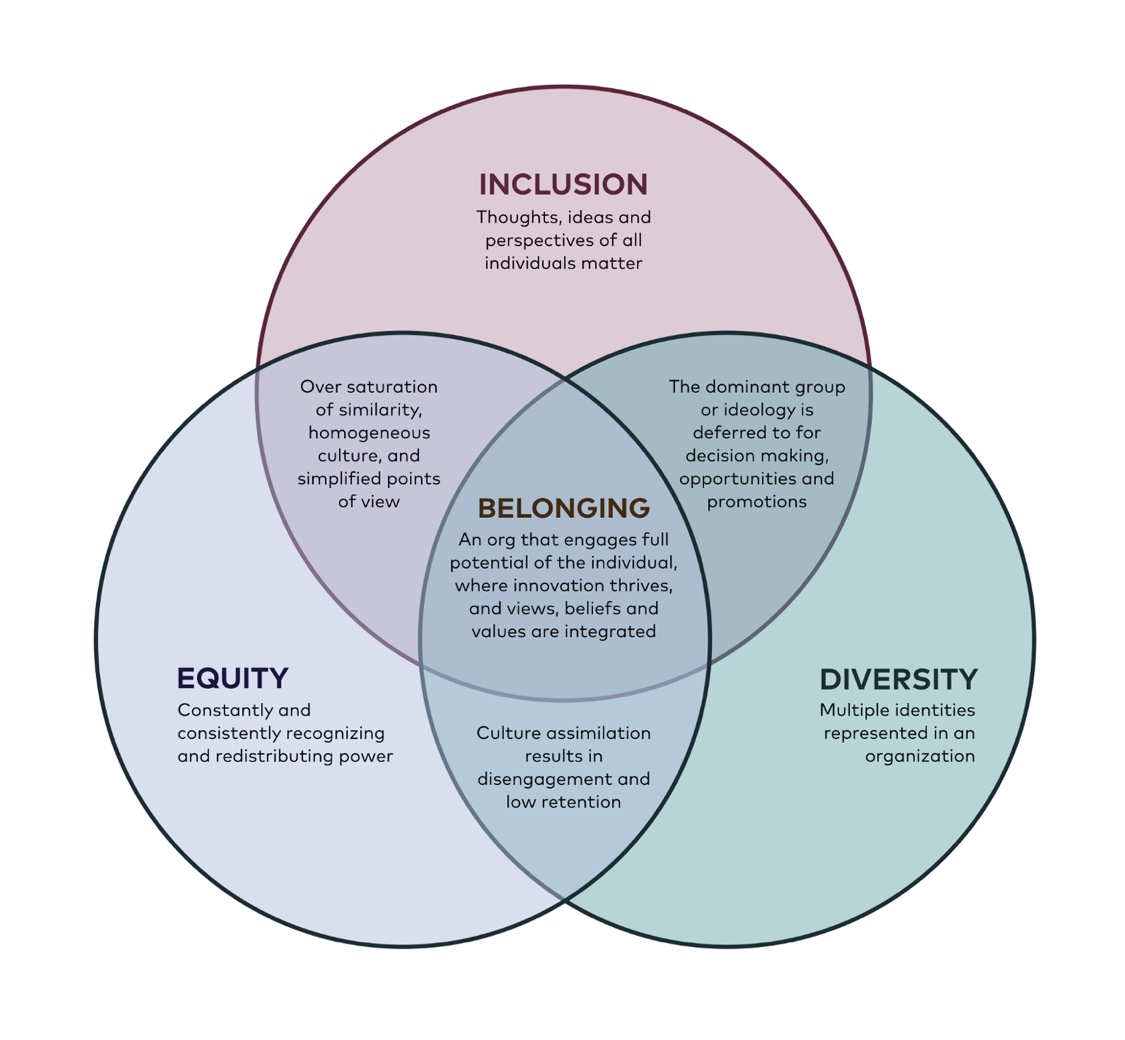 INCLUSION
Thoughts, ideas and
perspectives of all
individuals matter
Over saturation
of similarity,
homogeneous
culture, and
simplified points
of view
The dominant group
or ideology is
deferred to for
decision making,
opportunities and
promotions
BELONGING
An org that engages full
potential of the individual,
where innovation thrives,
and views, beliefs and
values are integrated
EQUITY
Constantly and
consistently recognizing
and redistributing power
DIVERSITY
Multiple identities
represented in an
organization
Culture assimilation
results in
disengagement and
low retention